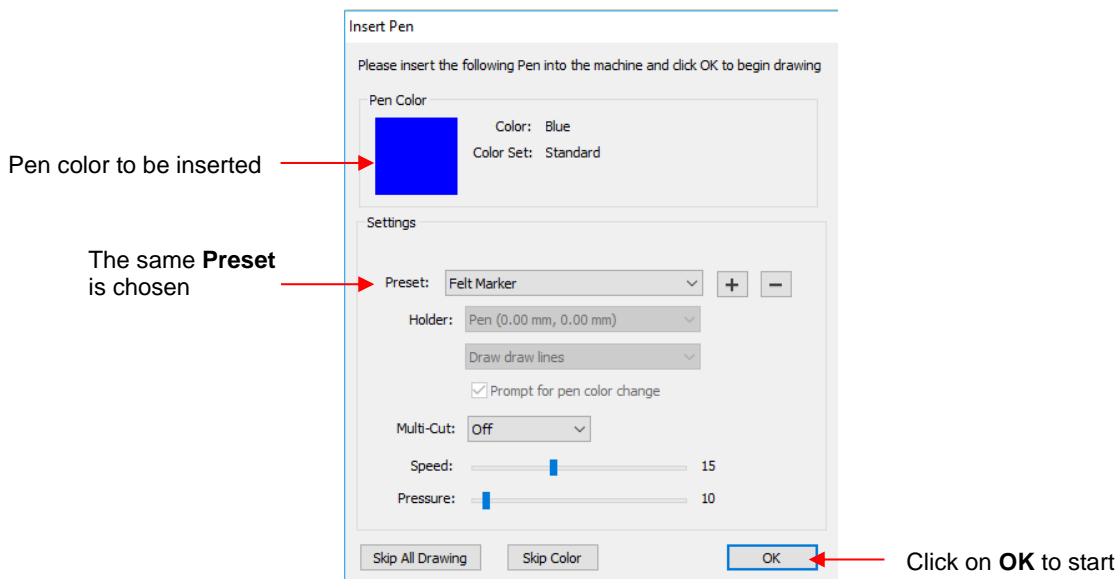 Insert Pen
Please insert the following Pen into the machine and click OK to begin drawing
Pen Color
Color: Blue
Color Set: Standard
Pen color to be inserted
Settings
The same Preset
is chosen
Preset: Felt Marker + −
Holder: Pen (0.00 mm, 0.00 mm)
Draw draw lines
Prompt for pen color change
Multi-Cut: Off
Speed: 15
Pressure: 10
Skip All Drawing Skip Color OK
Click on OK to start